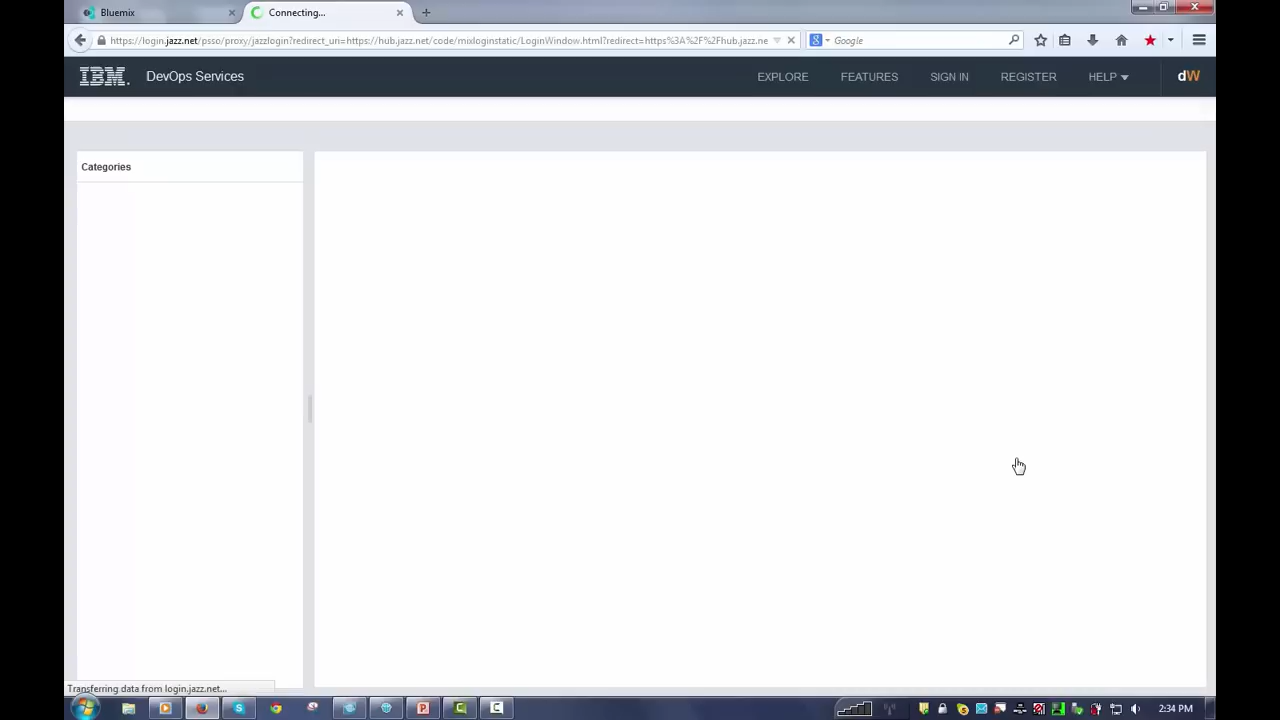 Bluemix
Connecting...
https://login.jazz.net/psso/proxy/jazzlogin?redirect_uri=https://hub.jazz.net/code/mixloginstatic/LoginWindow.html?redirect=https%3A%2F%2Fhub.jazz.ne
Google
IBM. DevOps Services
EXPLORE FEATURES SIGN IN REGISTER HELP dW
Categories
Transferring data from login.jazz.net...
2:34 PM